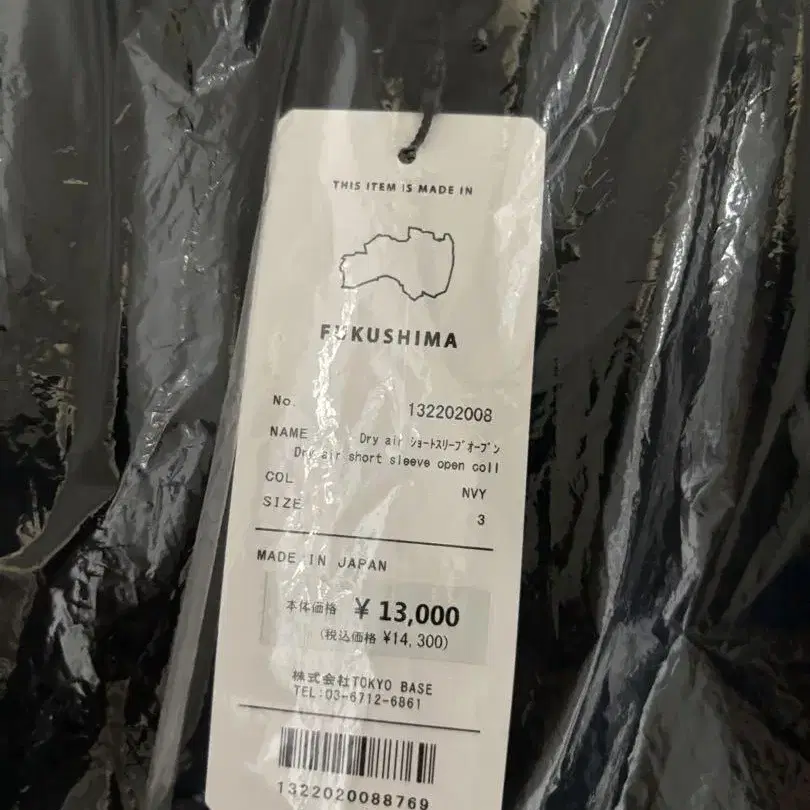 THIS ITEM IS MADE IN
FUKUSHIMA
No. 132202008
NAME Dry air ｼｮｰﾄｽﾘｰﾌﾞｵｰﾌﾟﾝ
Dry air short sleeve open coll
COL NVY
SIZE 3
MADE IN JAPAN
本体価格 ¥ 13,000
(税込価格 ¥14,300)
株式会社TOKYO BASE
TEL:03-6712-6861
1322020088769